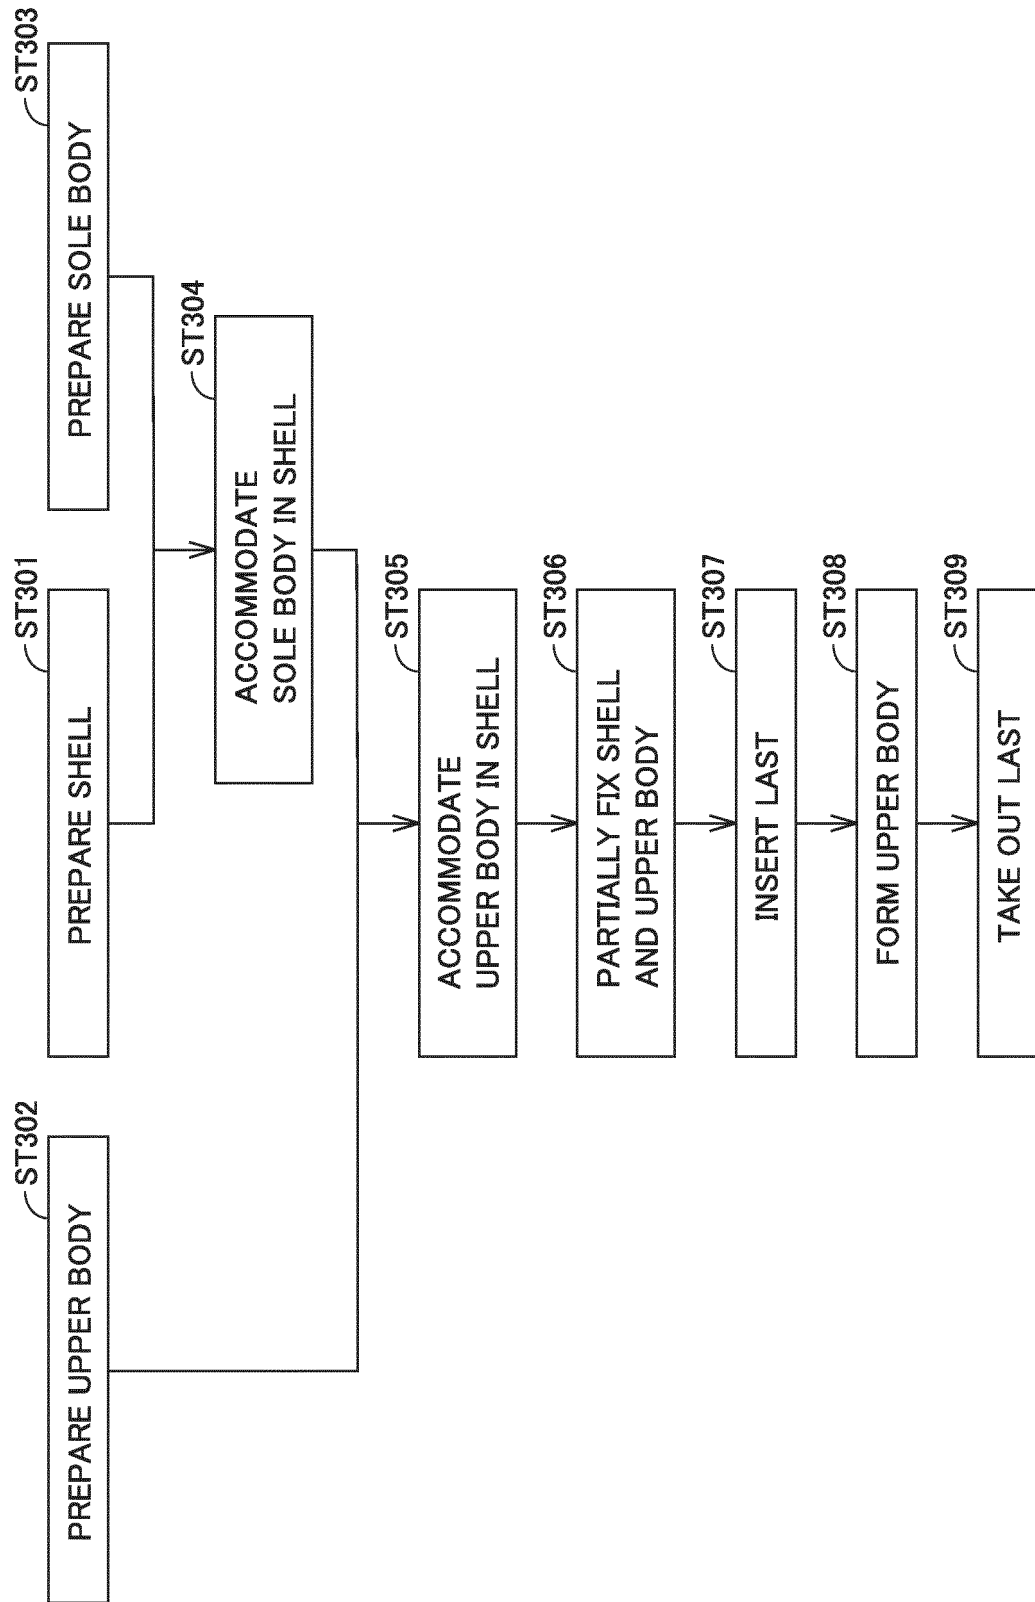 ST302
PREPARE UPPER BODY
ST301
PREPARE SHELL
ST303
PREPARE SOLE BODY
ST304
ACCOMMODATE
SOLE BODY IN SHELL
ST305
ACCOMMODATE
UPPER BODY IN SHELL
ST306
PARTIALLY FIX SHELL
AND UPPER BODY
ST307
INSERT LAST
ST308
FORM UPPER BODY
ST309
TAKE OUT LAST